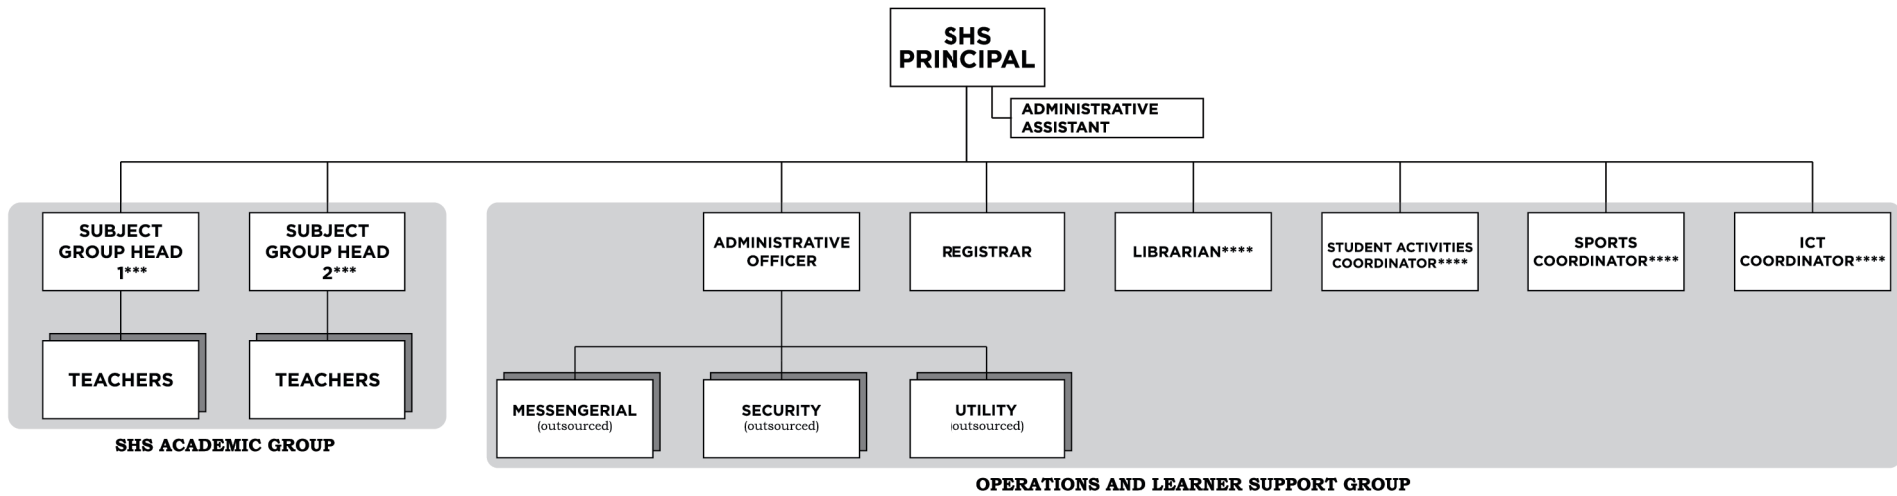 SHS
PRINCIPAL
ADMINISTRATIVE
ASSISTANT
SUBJECT
GROUP HEAD
1***
SUBJECT
GROUP HEAD
2***
ADMINISTRATIVE
OFFICER
REGISTRAR
LIBRARIAN****
STUDENT ACTIVITIES
COORDINATOR****
SPORTS
COORDINATOR****
ICT
COORDINATOR****
TEACHERS
TEACHERS
MESSENGERIAL
(outsourced)
SECURITY
(outsourced)
UTILITY
(outsourced)
SHS ACADEMIC GROUP
OPERATIONS AND LEARNER SUPPORT GROUP